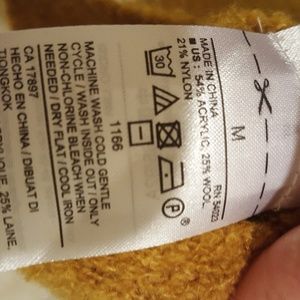 M
MADE IN CHINA
RN 54023
US : 54% ACRYLIC, 25% WOOL,
21% NYLON
30
P
1166
MACHINE WASH COLD GENTLE
CYCLE / WASH INSIDE OUT / ONLY
NON-CHLORINE BLEACH WHEN
NEEDED / DRY FLAT / COOL IRON
CA 17897
HECHO EN CHINA / DIBUAT DI
TIONGKOK
25% LAINE,